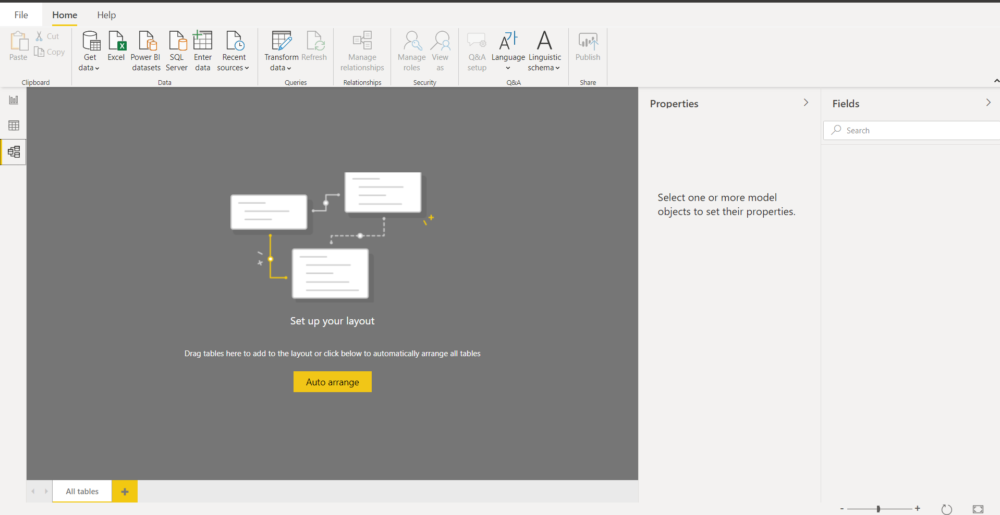 File Home Help
Paste
Cut
Copy
Clipboard
Get data
Excel
Power BI datasets
SQL Server
Enter data
Recent sources
Data
Transform data
Refresh
Queries
Manage relationships
Relationships
Manage roles
View as
Security
Q&A setup
Language
Linguistic schema
Q&A
Publish
Share
Set up your layout
Drag tables here to add to the layout or click below to automatically arrange all tables
Auto arrange
Properties
Select one or more model
objects to set their properties.
Fields
Search
All tables